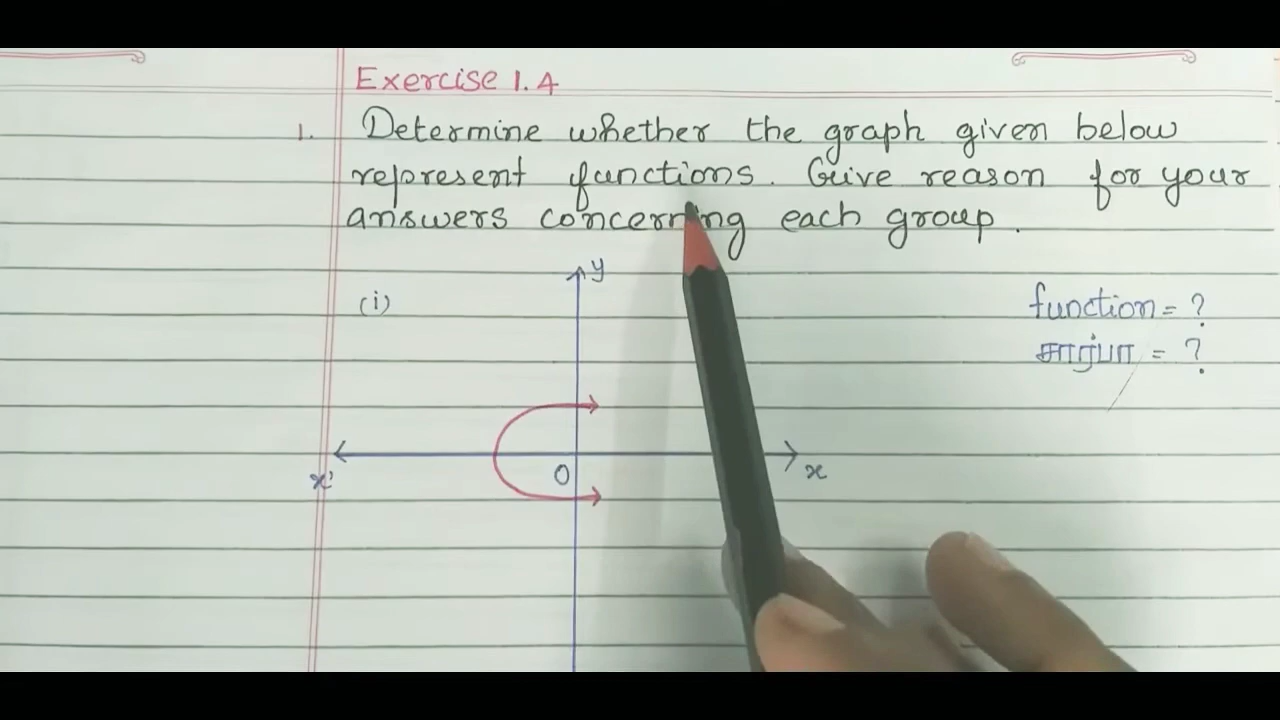 Exercise 1.4
1. Determine whether the graph given below
represent functions. Give reason for your
answers concerning each group.
(i)
y
function = ?
சார்பா = ?
x'
O
x